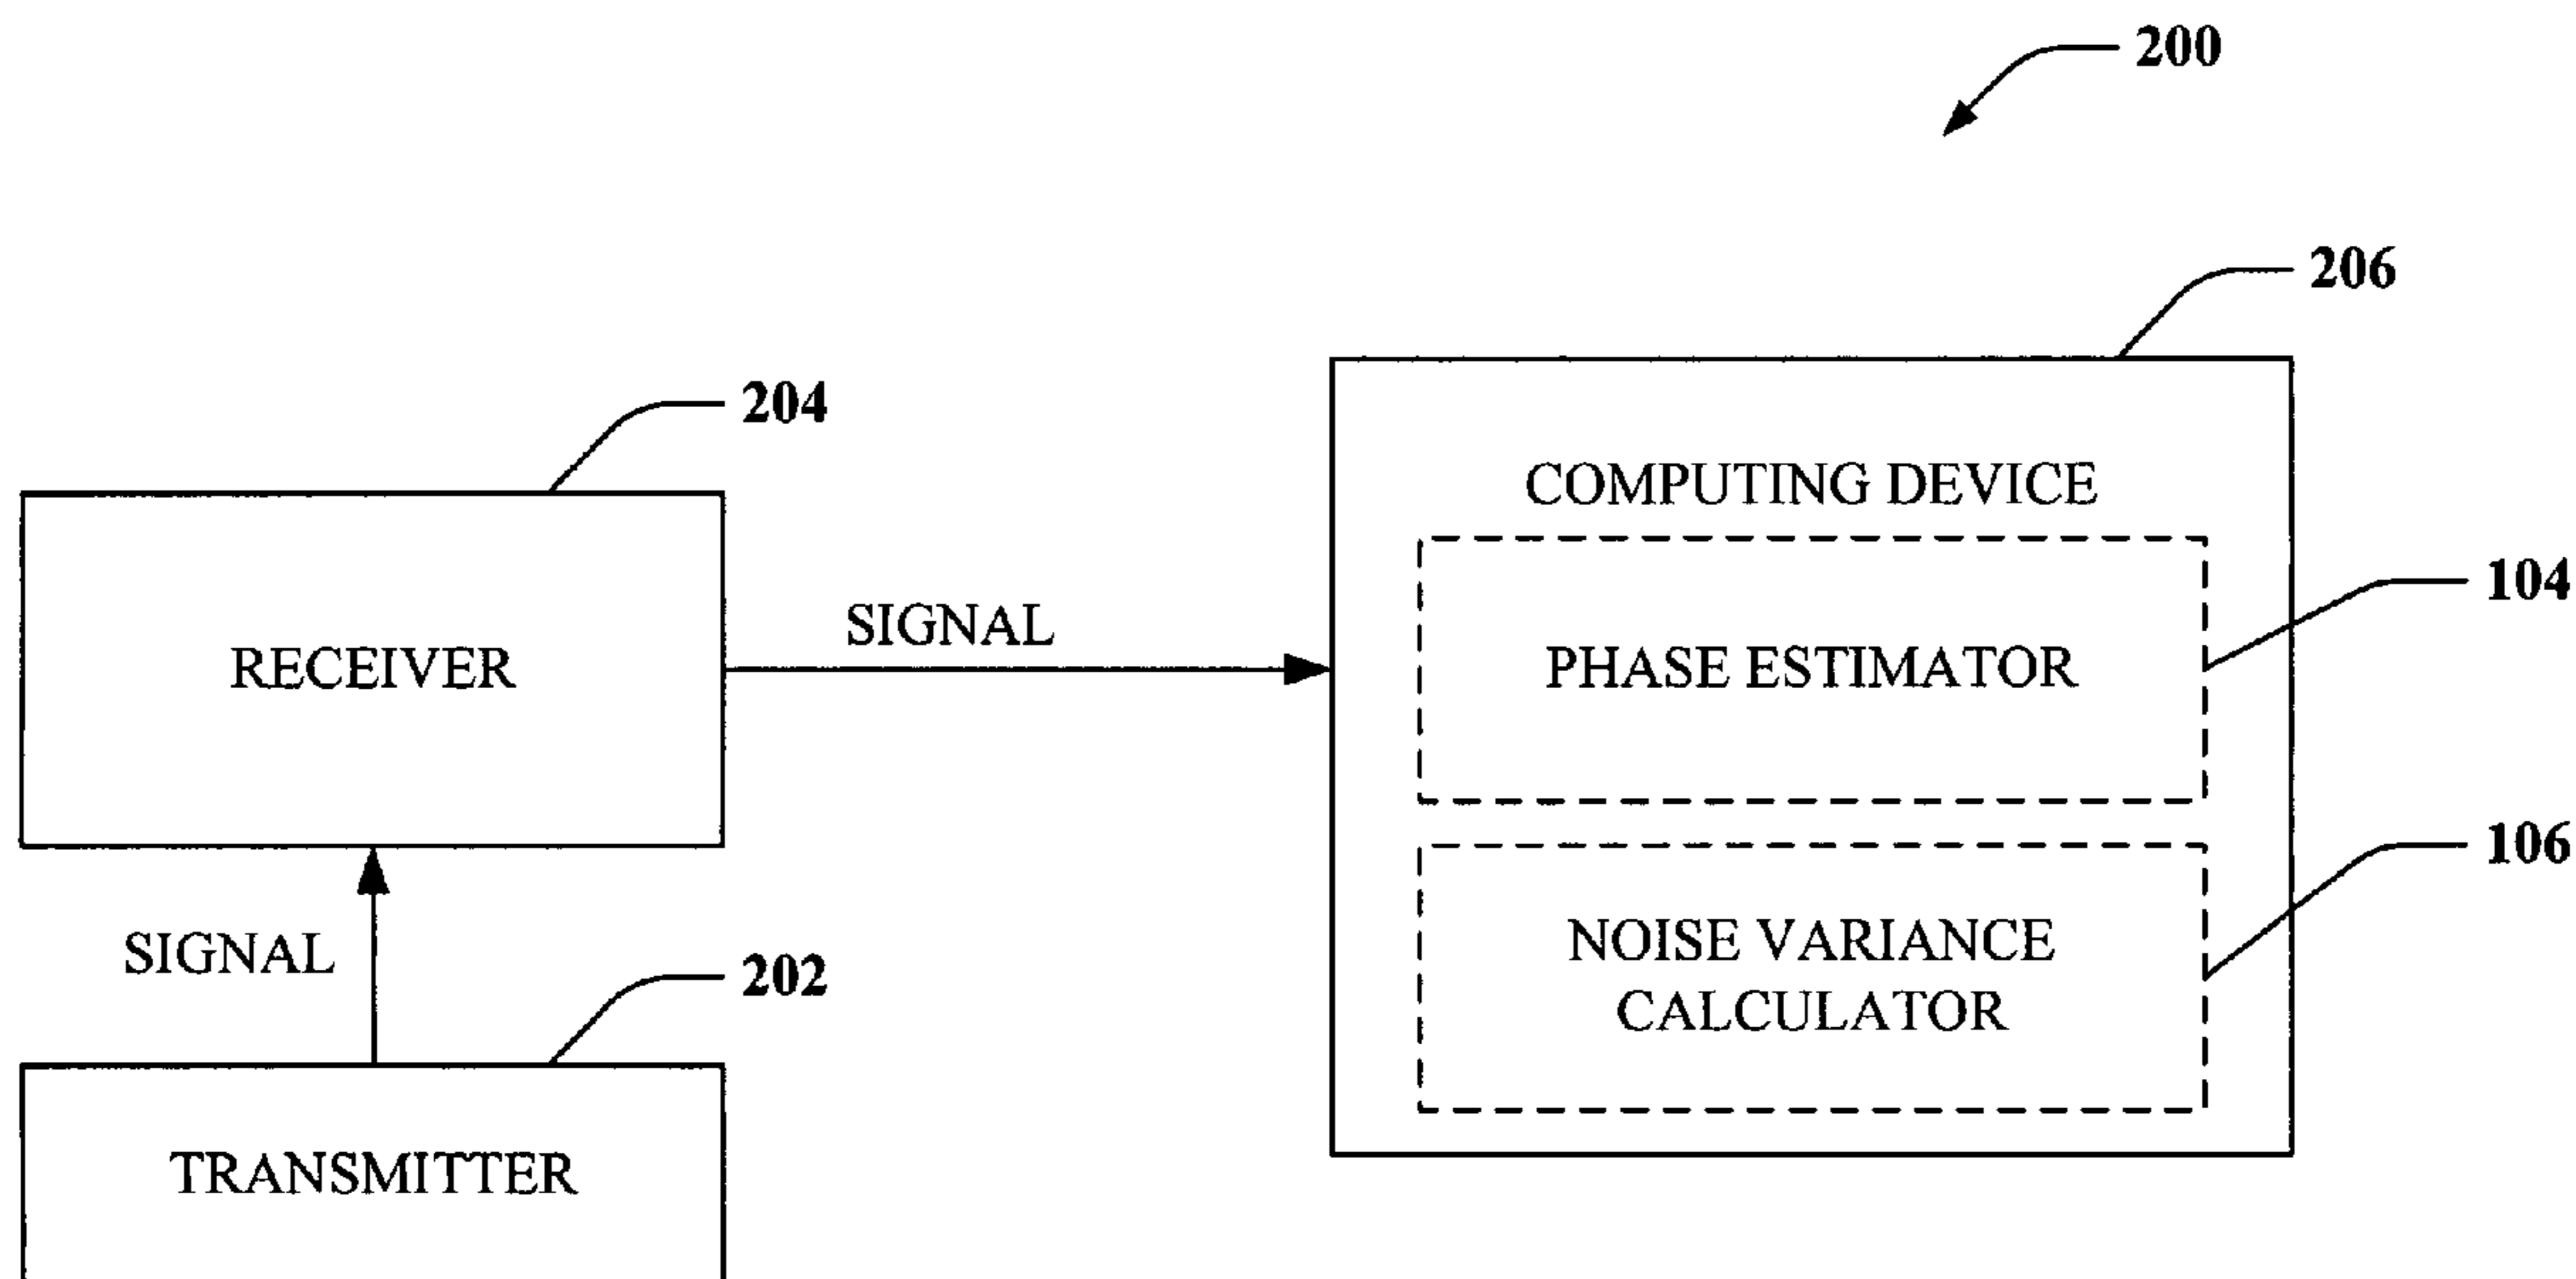 200
206
204
COMPUTING DEVICE
104
SIGNAL
RECEIVER
PHASE ESTIMATOR
106
SIGNAL
202
NOISE VARIANCE
CALCULATOR
TRANSMITTER